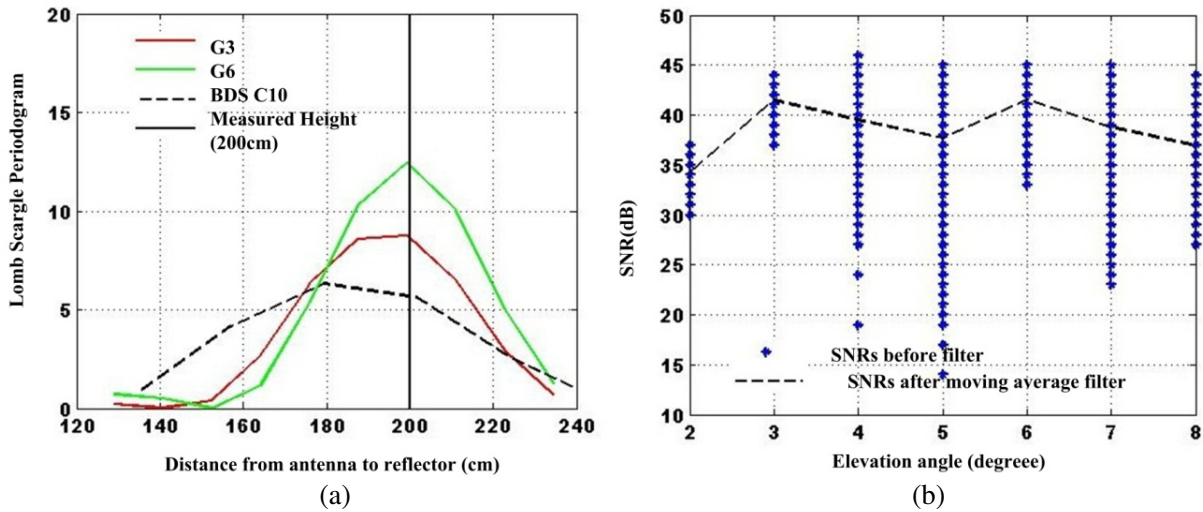 20
15
10
5
0
Lomb Scargle Periodogram
G3
G6
BDS C10
Measured Height
(200cm)
120 140 160 180 200 220 240
Distance from antenna to reflector (cm)
(a)
50
45
40
35
30
25
20
15
10
SNR(dB)
SNRs before filter
SNRs after moving average filter
2 3 4 5 6 7 8
Elevation angle (degreee)
(b)